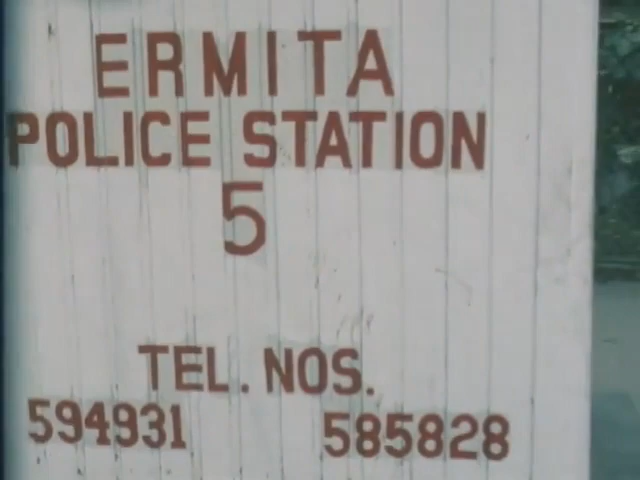 ERMITA
POLICE STATION
5
TEL. NOS.
594931 585828